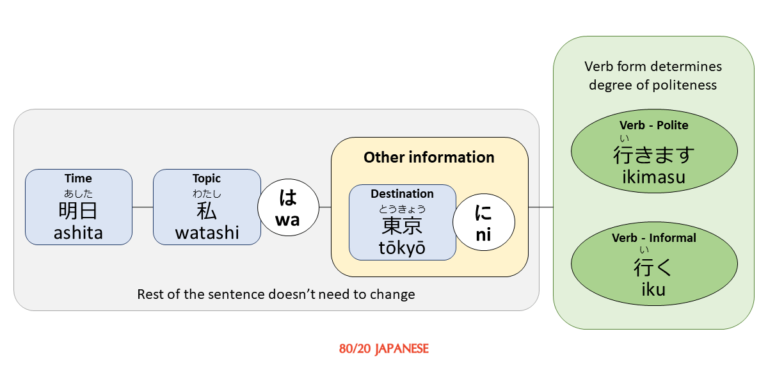 Verb form determines
degree of politeness
Time
あした
明日
ashita
Topic
わたし
私
watashi
は
wa
Other information
Destination
とうきょう
東京
tōkyō
に
ni
Rest of the sentence doesn't need to change
Verb - Polite
い
行きます
ikimasu
Verb - Informal
い
行く
iku
80/20 JAPANESE